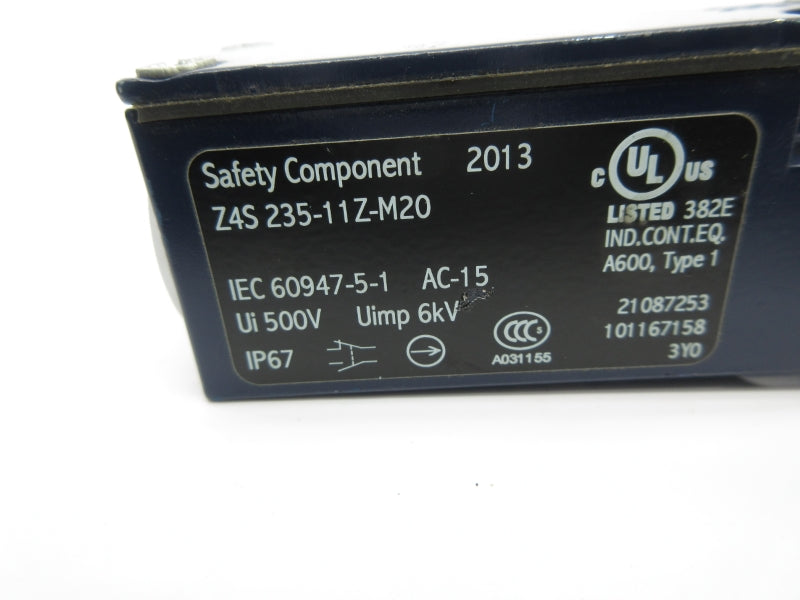 Safety Component 2013
Z4S 235-11Z-M20
IEC 60947-5-1 AC-15
Ui 500V Uimp 6kV
IP67
CCC S
A031155
C UL US
LISTED 382E
IND.CONT.EQ.
A600, Type 1
21087253
101167158
3Y0